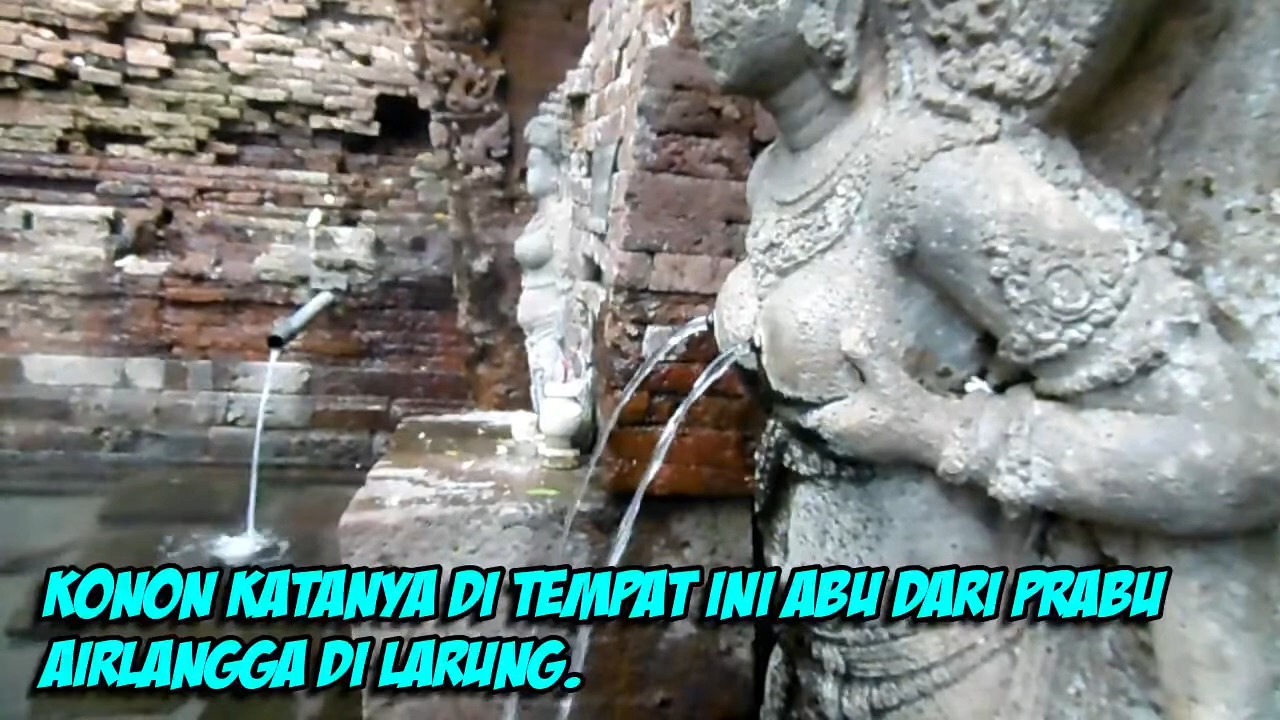 KONON KATANYA DI TEMPAT INI ABU DARI PRABU
AIRLANGGA DI LARUNG.